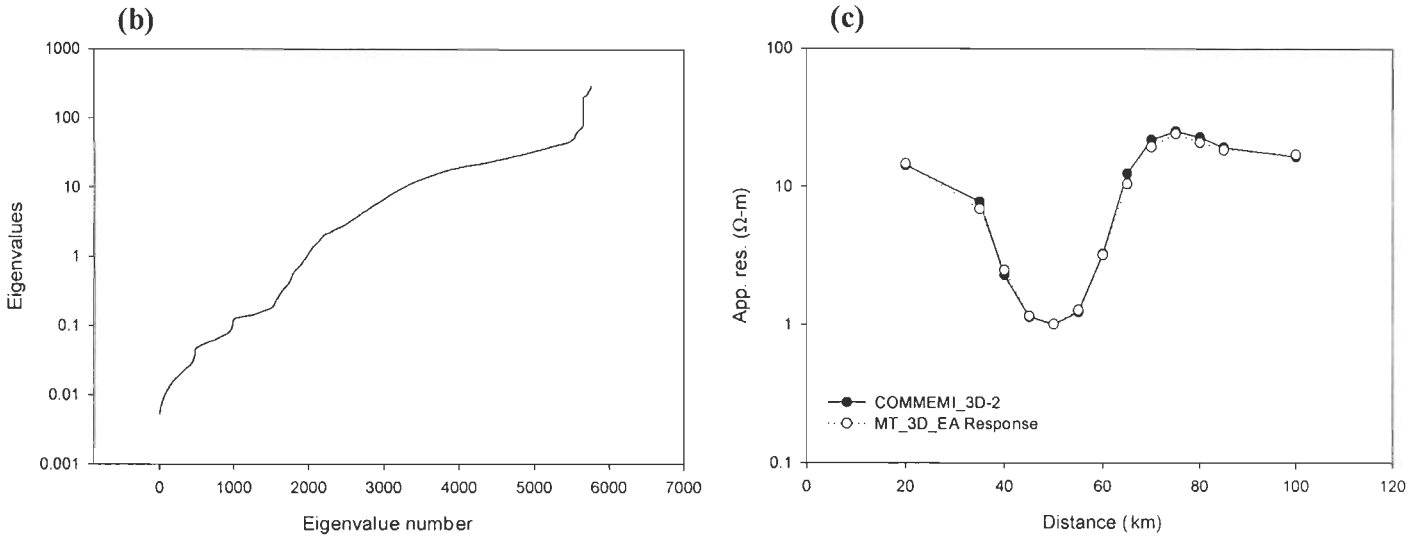 (b)
1000
100
10
1
0.1
0.01
0.001
Eigenvalues
0 1000 2000 3000 4000 5000 6000 7000
Eigenvalue number
(c)
100
10
1
0.1
App. res. (Ω-m)
COMMEMI_3D-2
MT_3D_EA Response
0 20 40 60 80 100 120
Distance (km)